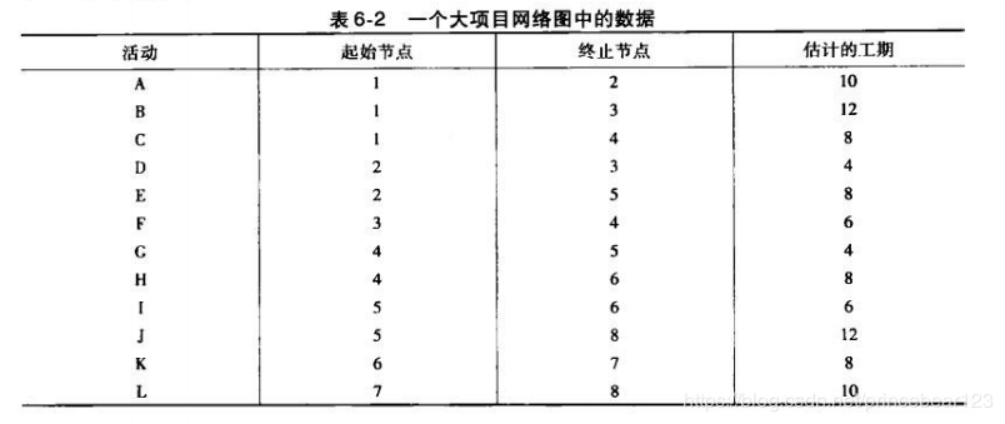 表 6-2 一个大项目网络图中的数据
活动 起始节点 终止节点 估计的工期
A 1 2 10
B 1 3 12
C 1 4 8
D 2 3 4
E 2 5 8
F 3 4 6
G 4 5 4
H 4 6 8
I 5 6 6
J 5 8 12
K 6 7 8
L 7 8 10
https://blog.csdn.net/princebear123